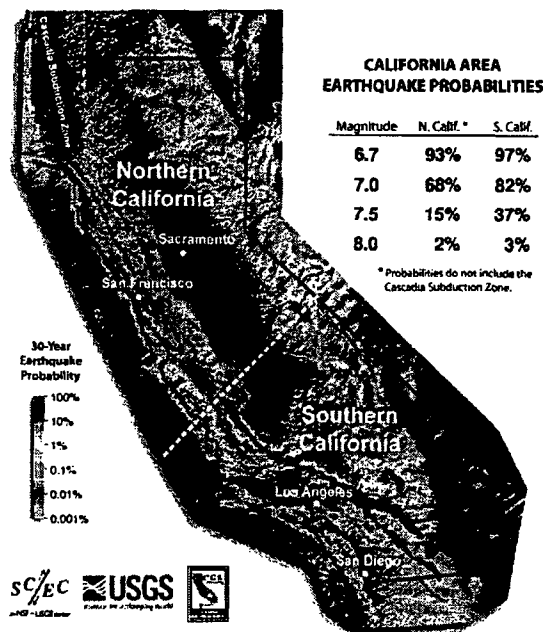 Cascadia Subduction Zone
CALIFORNIA AREA
EARTHQUAKE PROBABILITIES
Magnitude N. Calif.* S. Calif.
6.7 93% 97%
7.0 68% 82%
7.5 15% 37%
8.0 2% 3%
* Probabilities do not include the
Cascadia Subduction Zone.
Northern
California
Sacramento
San Francisco
30-Year
Earthquake
Probability
100%
10%
1%
0.1%
0.01%
0.001%
Southern
California
Los Angeles
San Diego
SC/EC
USGS